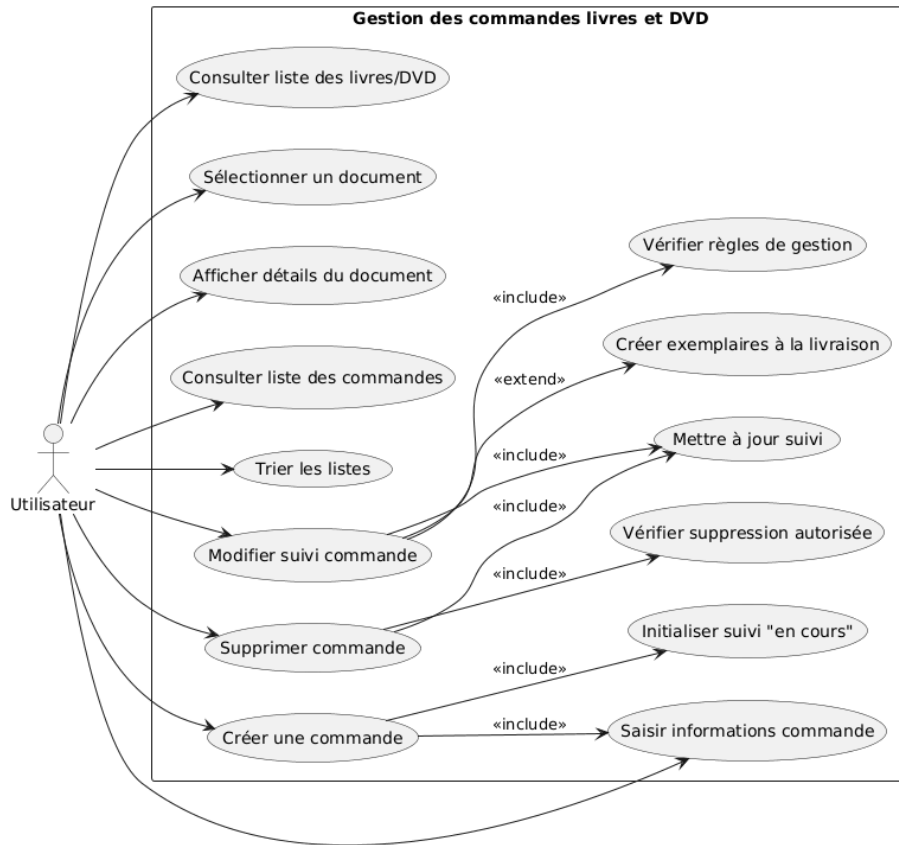 Gestion des commandes livres et DVD
Consulter liste des livres/DVD
Sélectionner un document
Vérifier règles de gestion
Afficher détails du document
«include»
Créer exemplaires à la livraison
Consulter liste des commandes
«extend»
Mettre à jour suivi
«include»
Trier les listes
Utilisateur
«include»
Vérifier suppression autorisée
Modifier suivi commande
«include»
Initialiser suivi "en cours"
Supprimer commande
«include»
Saisir informations commande
Créer une commande
«include»